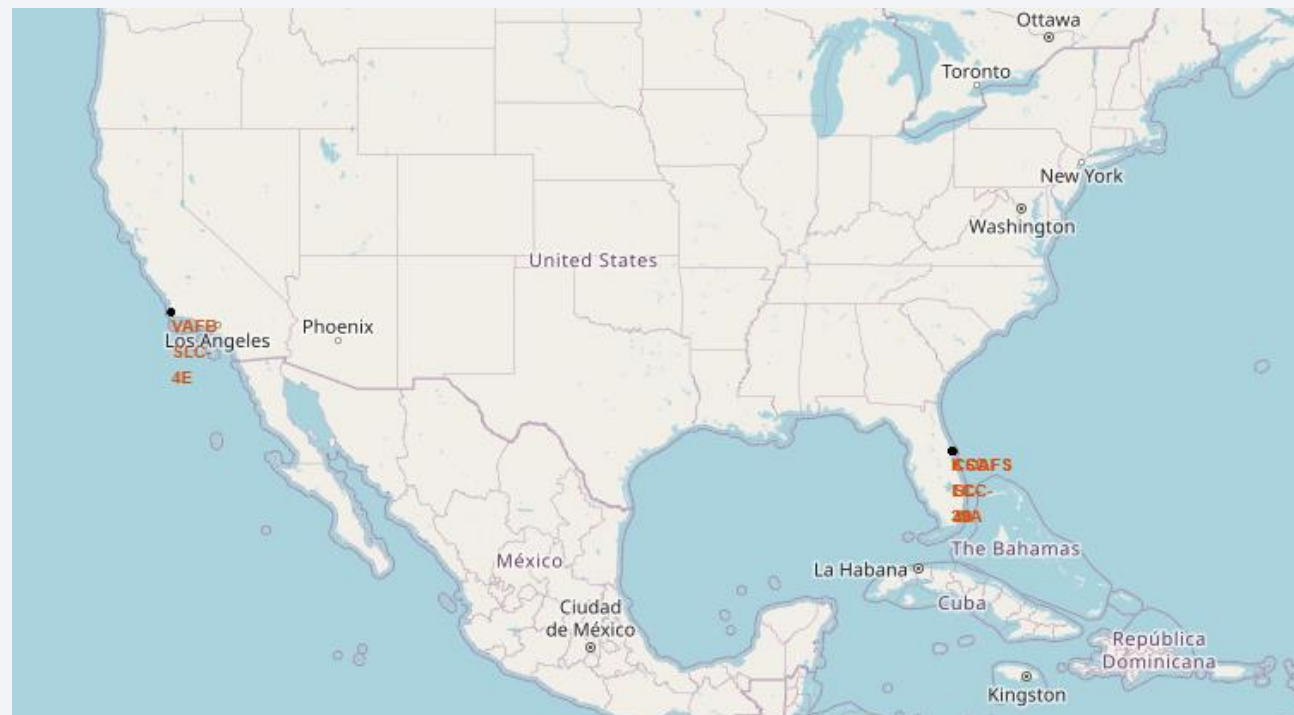 Ottawa
Toronto
New York
Washington
United States
VAFB
Los Angeles
SLC-
4E
Phoenix
México
The Bahamas
La Habana
Cuba
Ciudad
de México
República
Dominicana
Kingston